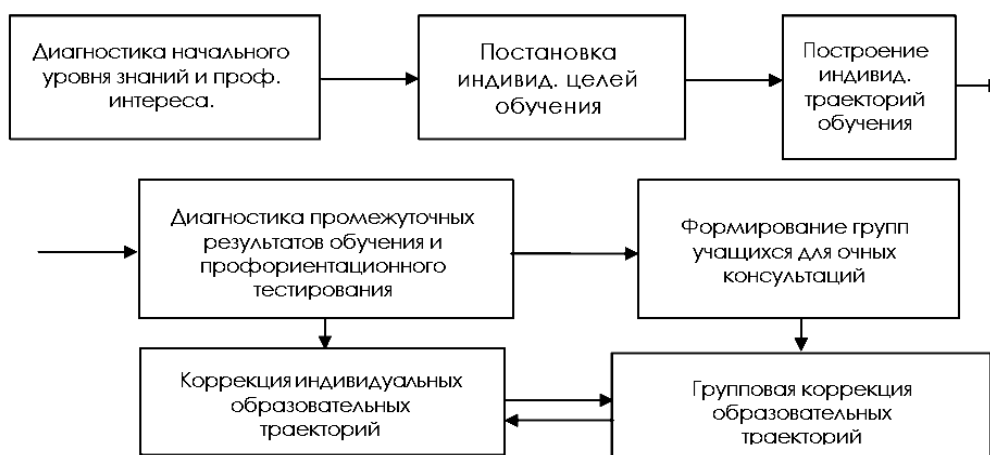 Диагностика начального
уровня знаний и проф.
интереса.
Постановка
индивид. целей
обучения
Построение
индивид.
траекторий
обучения
Диагностика промежуточных
результатов обучения и
профориентационного
тестирования
Формирование групп
учащихся для очных
консультаций
Коррекция индивидуальных
образовательных
траекторий
Групповая коррекция
образовательных
траекторий